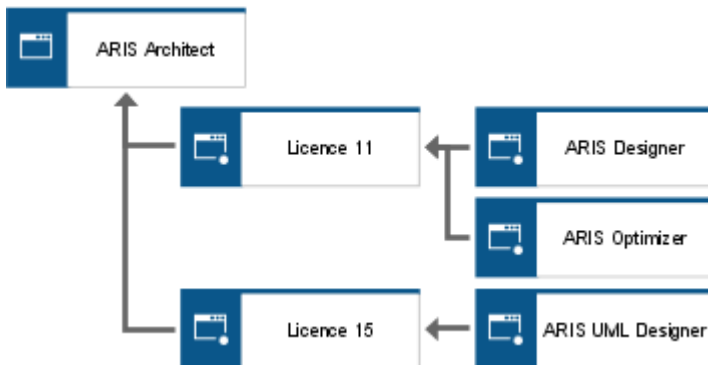 ARIS Architect
Licence 11
ARIS Designer
ARIS Optimizer
Licence 15
ARIS UML Designer